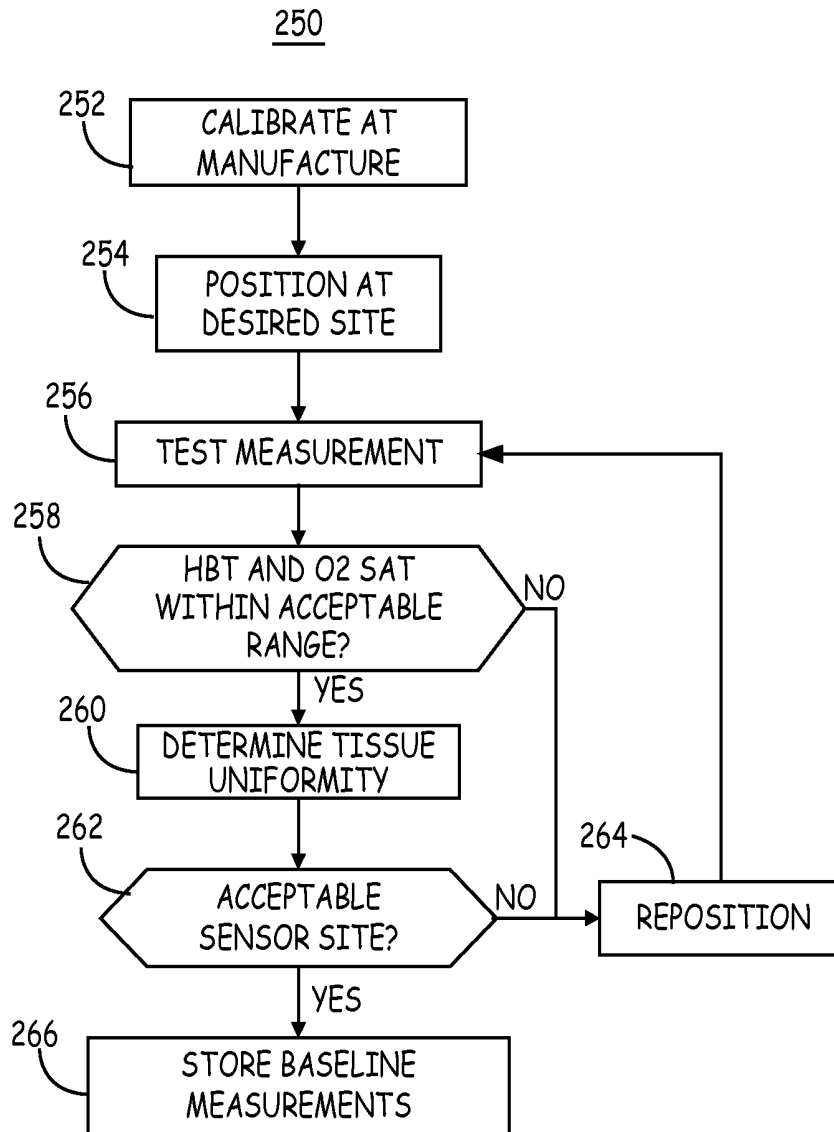 250
252
CALIBRATE AT
MANUFACTURE
254
POSITION AT
DESIRED SITE
256
TEST MEASUREMENT
258
HBT AND O2 SAT
WITHIN ACCEPTABLE
RANGE?
NO
YES
260
DETERMINE TISSUE
UNIFORMITY
262
ACCEPTABLE
SENSOR SITE?
NO
264
REPOSITION
YES
266
STORE BASELINE
MEASUREMENTS